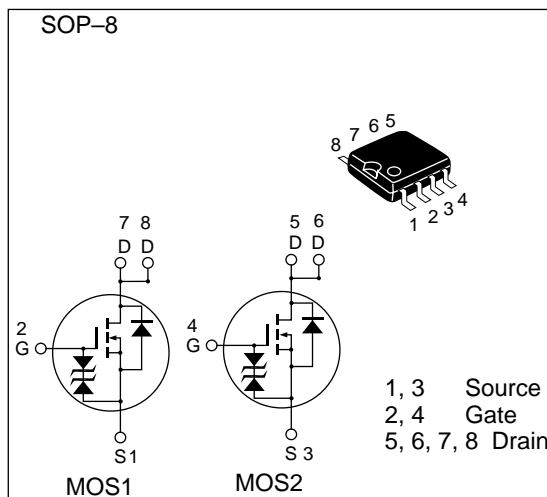 SOP–8
8 7 6 5
1 2 3 4
7 8
D D
5 6
D D
2
G
4
G
S 1
S 3
MOS1
MOS2
1, 3 Source
2, 4 Gate
5, 6, 7, 8 Drain